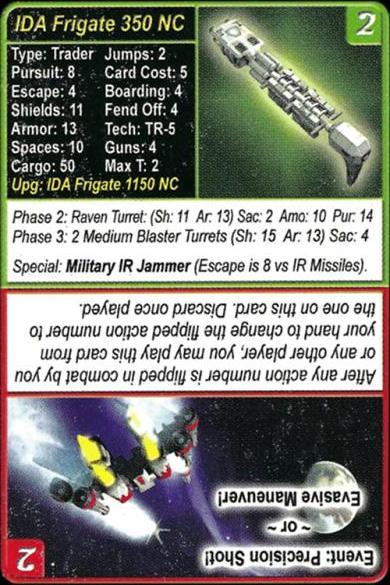 IDA Frigate 350 NC
2
Type: Trader Jumps: 2
Pursuit: 8 Card Cost: 5
Escape: 4 Boarding: 4
Shields: 11 Fend Off: 4
Armor: 13 Tech: TR-5
Spaces: 10 Guns: 4
Cargo: 50 Max T: 2
Upg: IDA Frigate 1150 NC
Phase 2: Raven Turret: (Sh: 11 Ar: 13) Sac: 2 Amo: 10 Pur: 14
Phase 3: 2 Medium Blaster Turrets (Sh: 15 Ar: 13) Sac: 4
Special: Military IR Jammer (Escape is 8 vs IR Missiles).
Event: Precision Shot!
~ or ~
Evasive Maneuver!
2
After any action number is flipped in combat by you
or any other player, you may play this card from
your hand to change the flipped action number to
the one on this card. Discard once played.